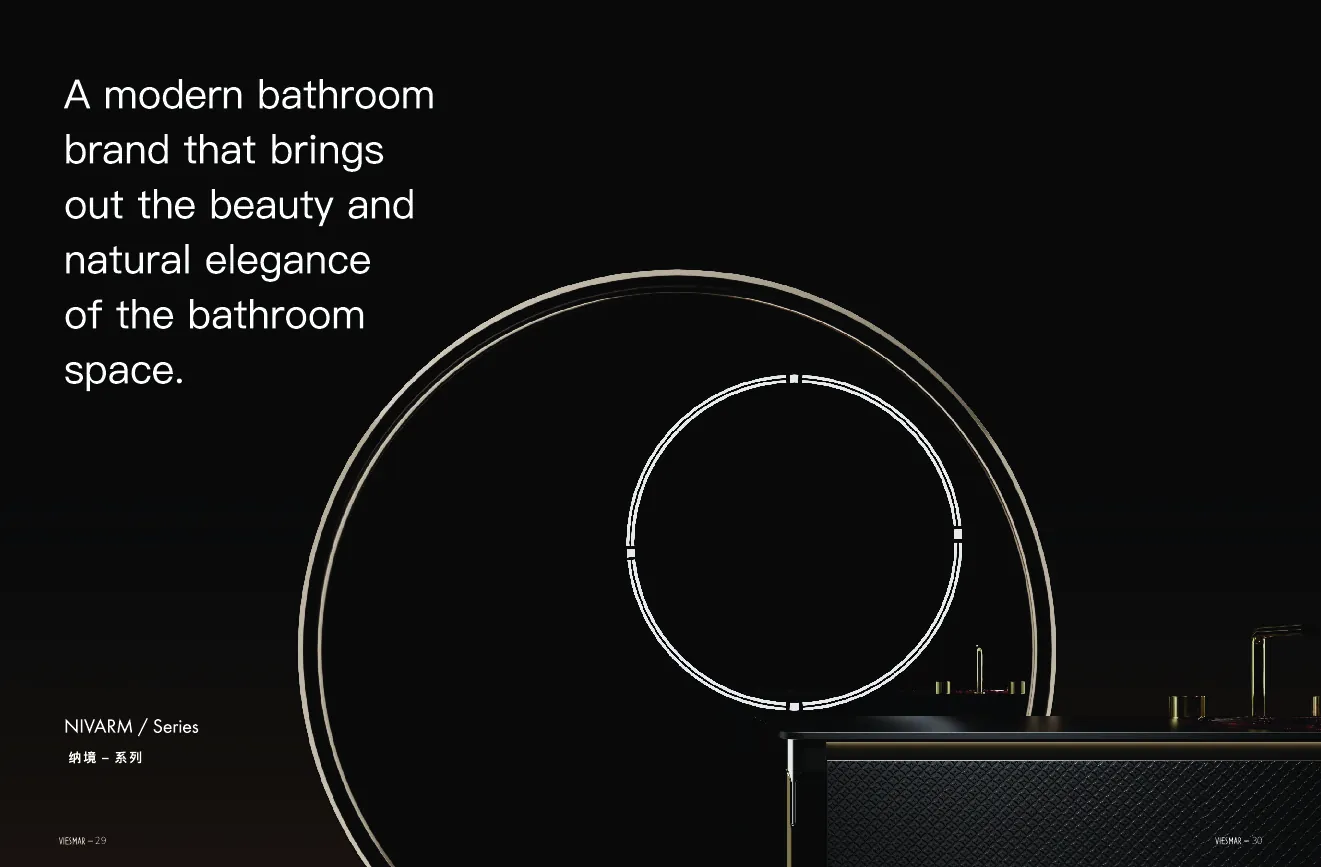 A modern bathroom
brand that brings
out the beauty and
natural elegance
of the bathroom
space.
NIVARM / Series
纳境 – 系列
VIESMAR – 29
VIESMAR – 30